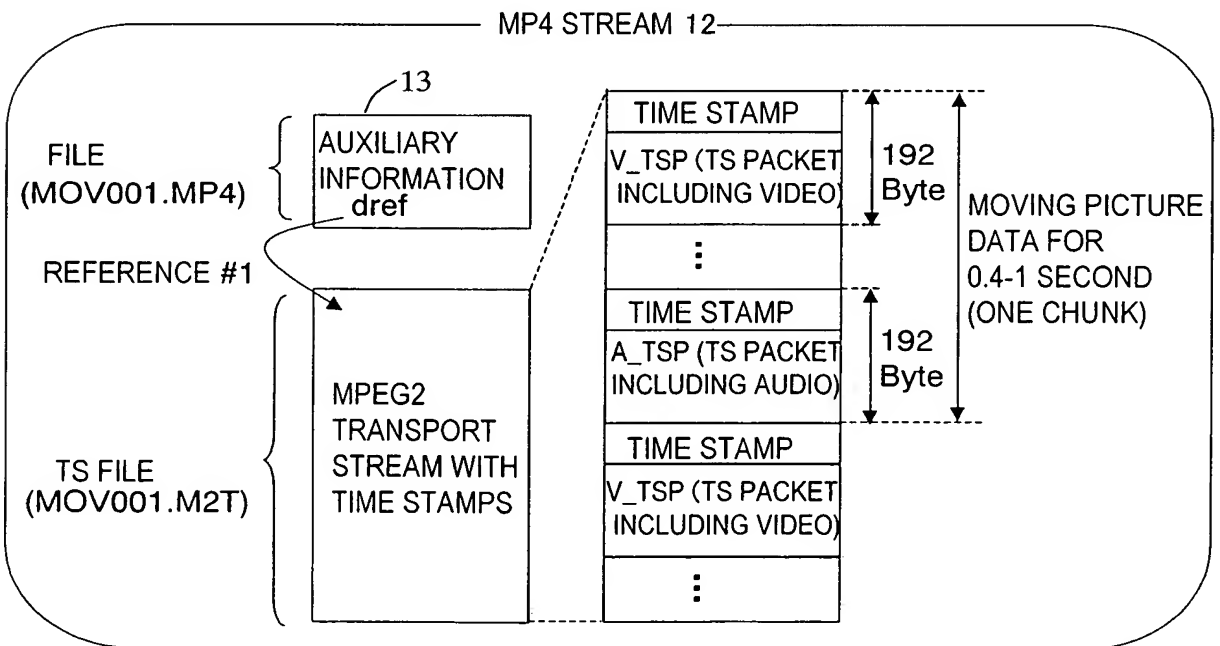 MP4 STREAM 12
13
FILE
(MOV001.MP4)
AUXILIARY
INFORMATION
dref
REFERENCE #1
TS FILE
(MOV001.M2T)
MPEG2
TRANSPORT
STREAM WITH
TIME STAMPS
TIME STAMP
V_TSP (TS PACKET
INCLUDING VIDEO)
⋮
TIME STAMP
A_TSP (TS PACKET
INCLUDING AUDIO)
TIME STAMP
V_TSP (TS PACKET
INCLUDING VIDEO)
⋮
192
Byte
192
Byte
MOVING PICTURE
DATA FOR
0.4-1 SECOND
(ONE CHUNK)